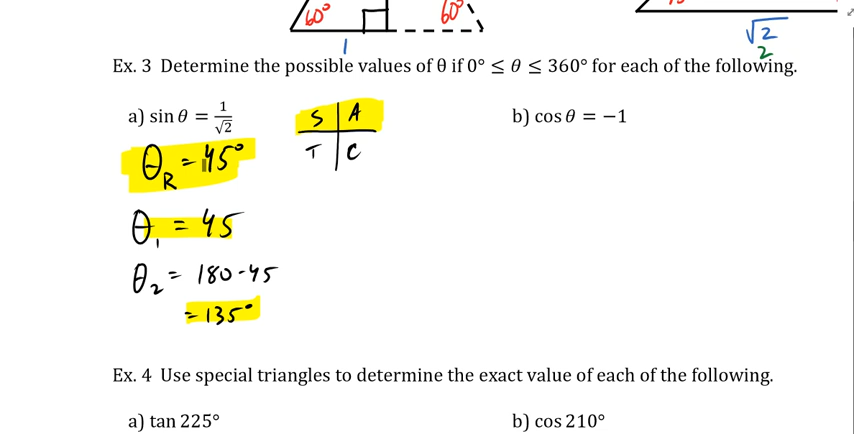 60° 60°
1
√2
2
Ex. 3 Determine the possible values of θ if 0° ≤ θ ≤ 360° for each of the following.
a) sin θ = 1/√2
S A
T C
b) cos θ = −1
θR = 45°
θ1 = 45
θ2 = 180-45
= 135°
Ex. 4 Use special triangles to determine the exact value of each of the following.
a) tan 225° b) cos 210°